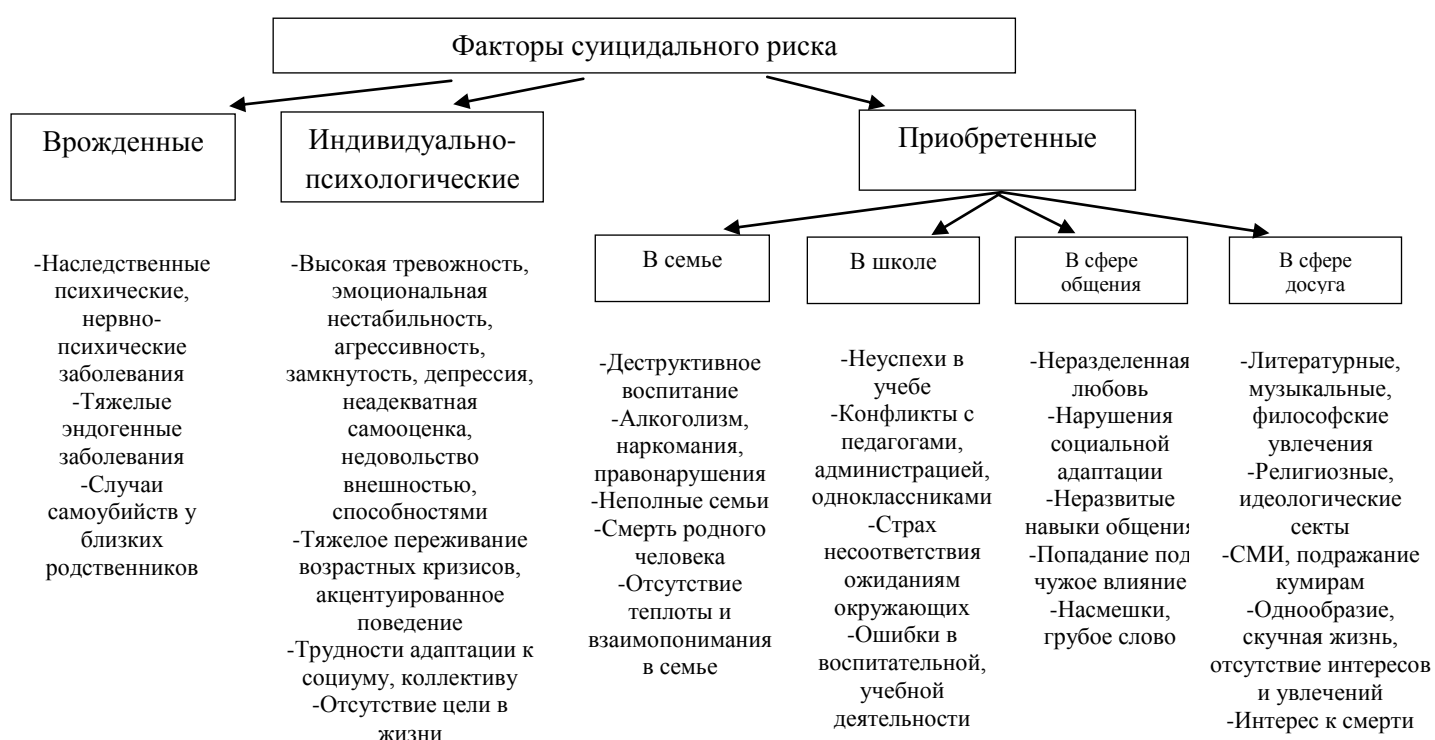 Факторы суицидального риска
Врожденные
Индивидуально-
психологические
Приобретенные
-Наследственные
психические,
нервно-
психические
заболевания
-Тяжелые
эндогенные
заболевания
-Случаи
самоубийств у
близких
родственников
-Высокая тревожность,
эмоциональная
нестабильность,
агрессивность,
замкнутость, депрессия,
неадекватная
самооценка,
недовольство
внешностью,
способностями
-Тяжелое переживание
возрастных кризисов,
акцентуированное
поведение
-Трудности адаптации к
социуму, коллективу
-Отсутствие цели в
жизни
В семье
-Деструктивное
воспитание
-Алкоголизм,
наркомания,
правонарушения
-Неполные семьи
-Смерть родного
человека
-Отсутствие
теплоты и
взаимопонимания
в семье
В школе
-Неуспехи в
учебе
-Конфликты с
педагогами,
администрацией,
одноклассниками
-Страх
несоответствия
ожиданиям
окружающих
-Ошибки в
воспитательной,
учебной
деятельности
В сфере
общения
-Неразделенная
любовь
-Нарушения
социальной
адаптации
-Неразвитые
навыки общения
-Попадание под
чужое влияние
-Насмешки,
грубое слово
В сфере
досуга
-Литературные,
музыкальные,
философские
увлечения
-Религиозные,
идеологические
секты
-СМИ, подражание
кумирам
-Однообразие,
скучная жизнь,
отсутствие интересов
и увлечений
-Интерес к смерти